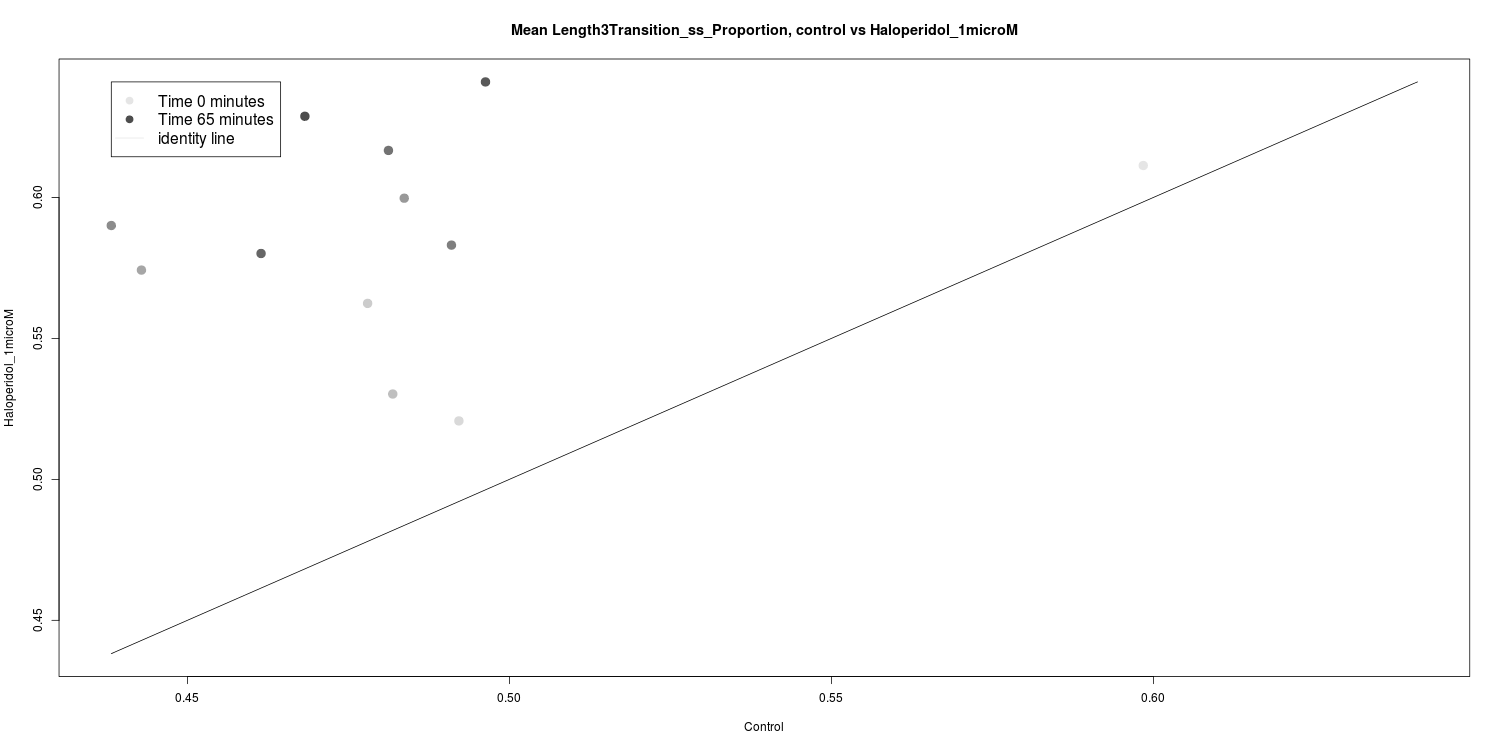 Mean Length3Transition_ss_Proportion, control vs Haloperidol_1microM
Time 0 minutes
Time 65 minutes
identity line
Haloperidol_1microM
0.60
0.55
0.50
0.45
0.45
0.50
0.55
0.60
Control